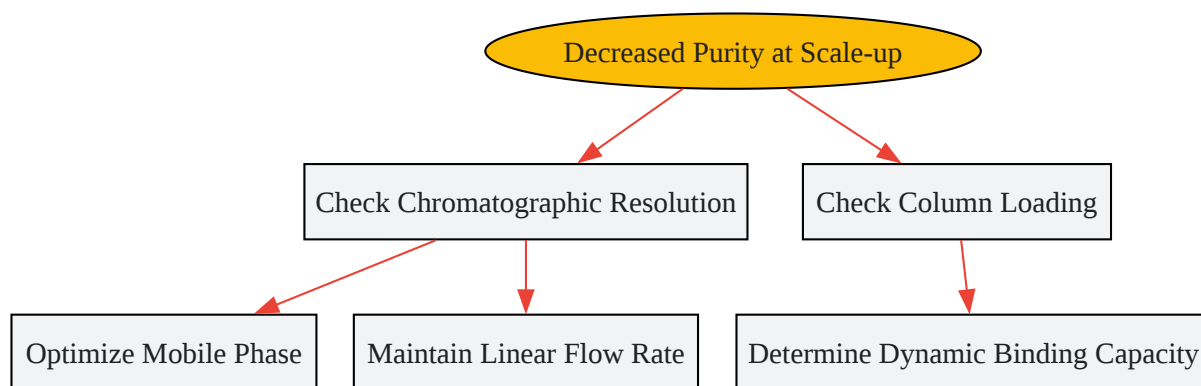 Decreased Purity at Scale-up
Check Chromatographic Resolution
Check Column Loading
Optimize Mobile Phase
Maintain Linear Flow Rate
Determine Dynamic Binding Capacity